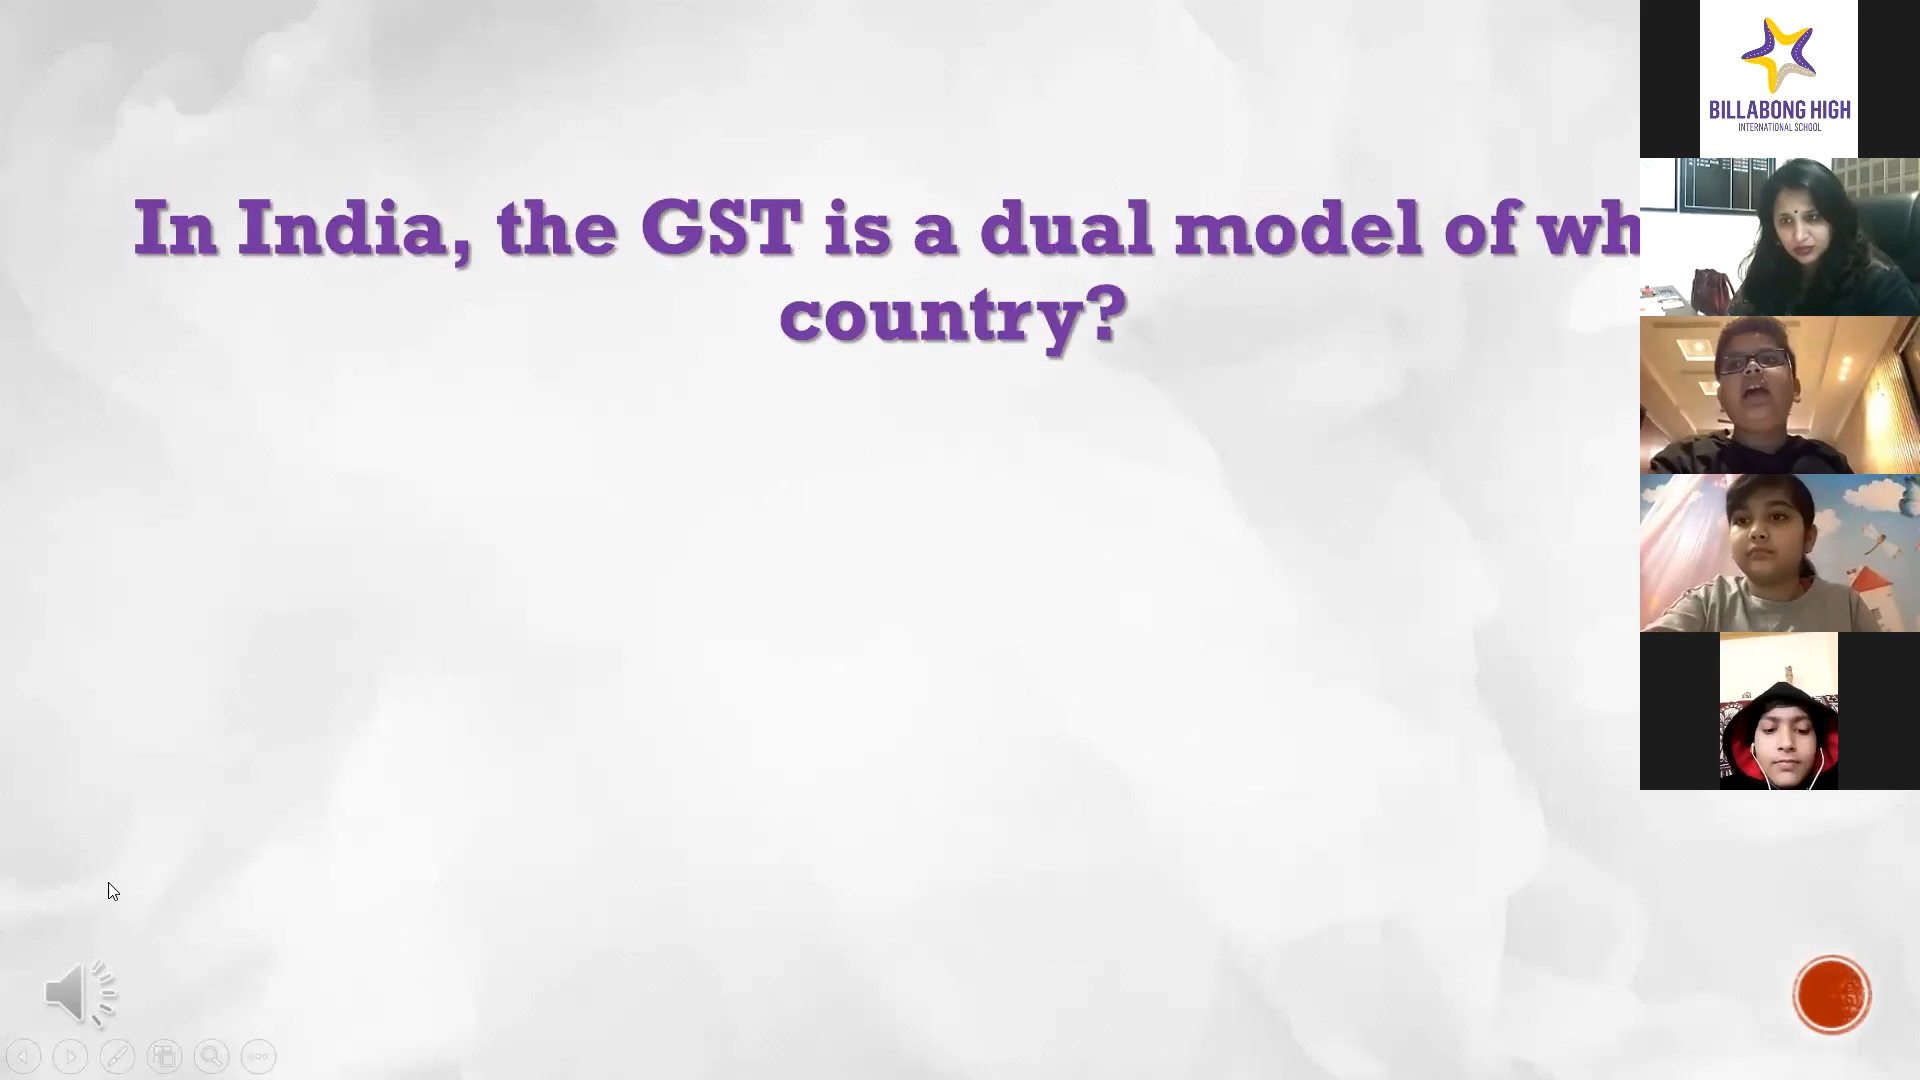 In India, the GST is a dual model of wh
country?
BILLABONG HIGH
INTERNATIONAL SCHOOL